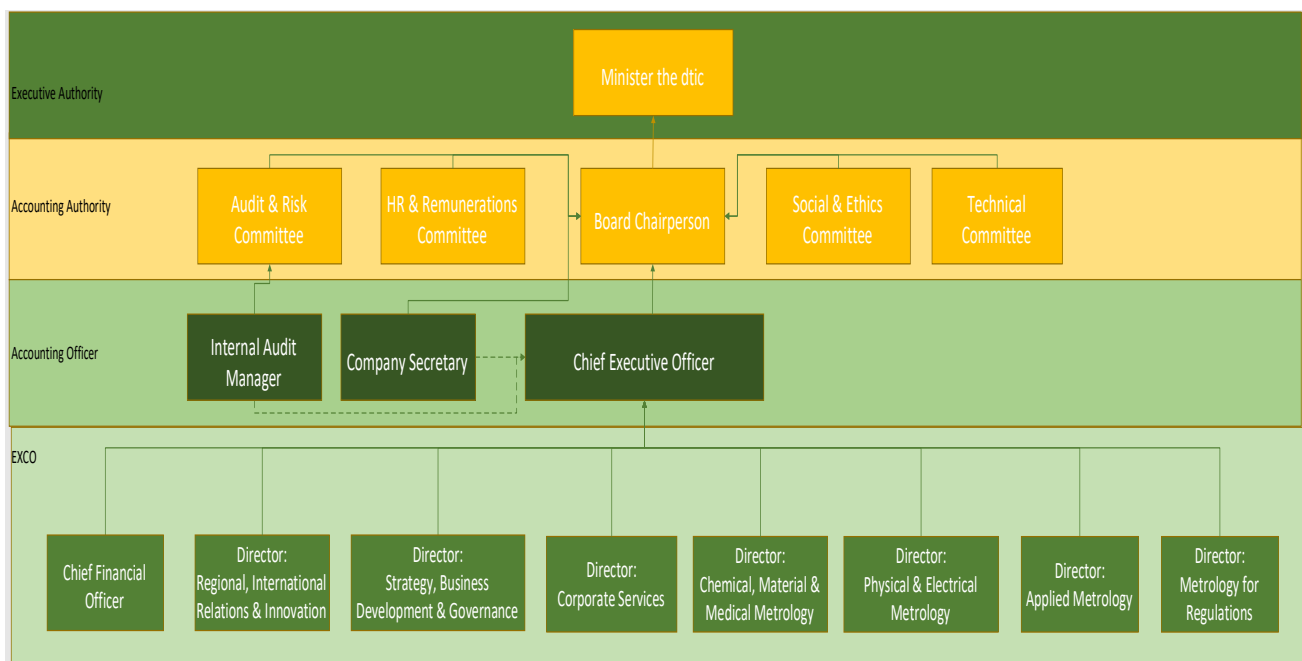 Executive Authority
Minister the dtic
Accounting Authority
Audit & Risk
Committee
HR & Remunerations
Committee
Board Chairperson
Social & Ethics
Committee
Technical
Committee
Accounting Officer
Internal Audit
Manager
Company Secretary
Chief Executive Officer
EXCO
Chief Financial
Officer
Director:
Regional, International
Relations & Innovation
Director:
Strategy, Business
Development & Governance
Director:
Corporate Services
Director:
Chemical, Material &
Medical Metrology
Director:
Physical & Electrical
Metrology
Director:
Applied Metrology
Director:
Metrology for
Regulations